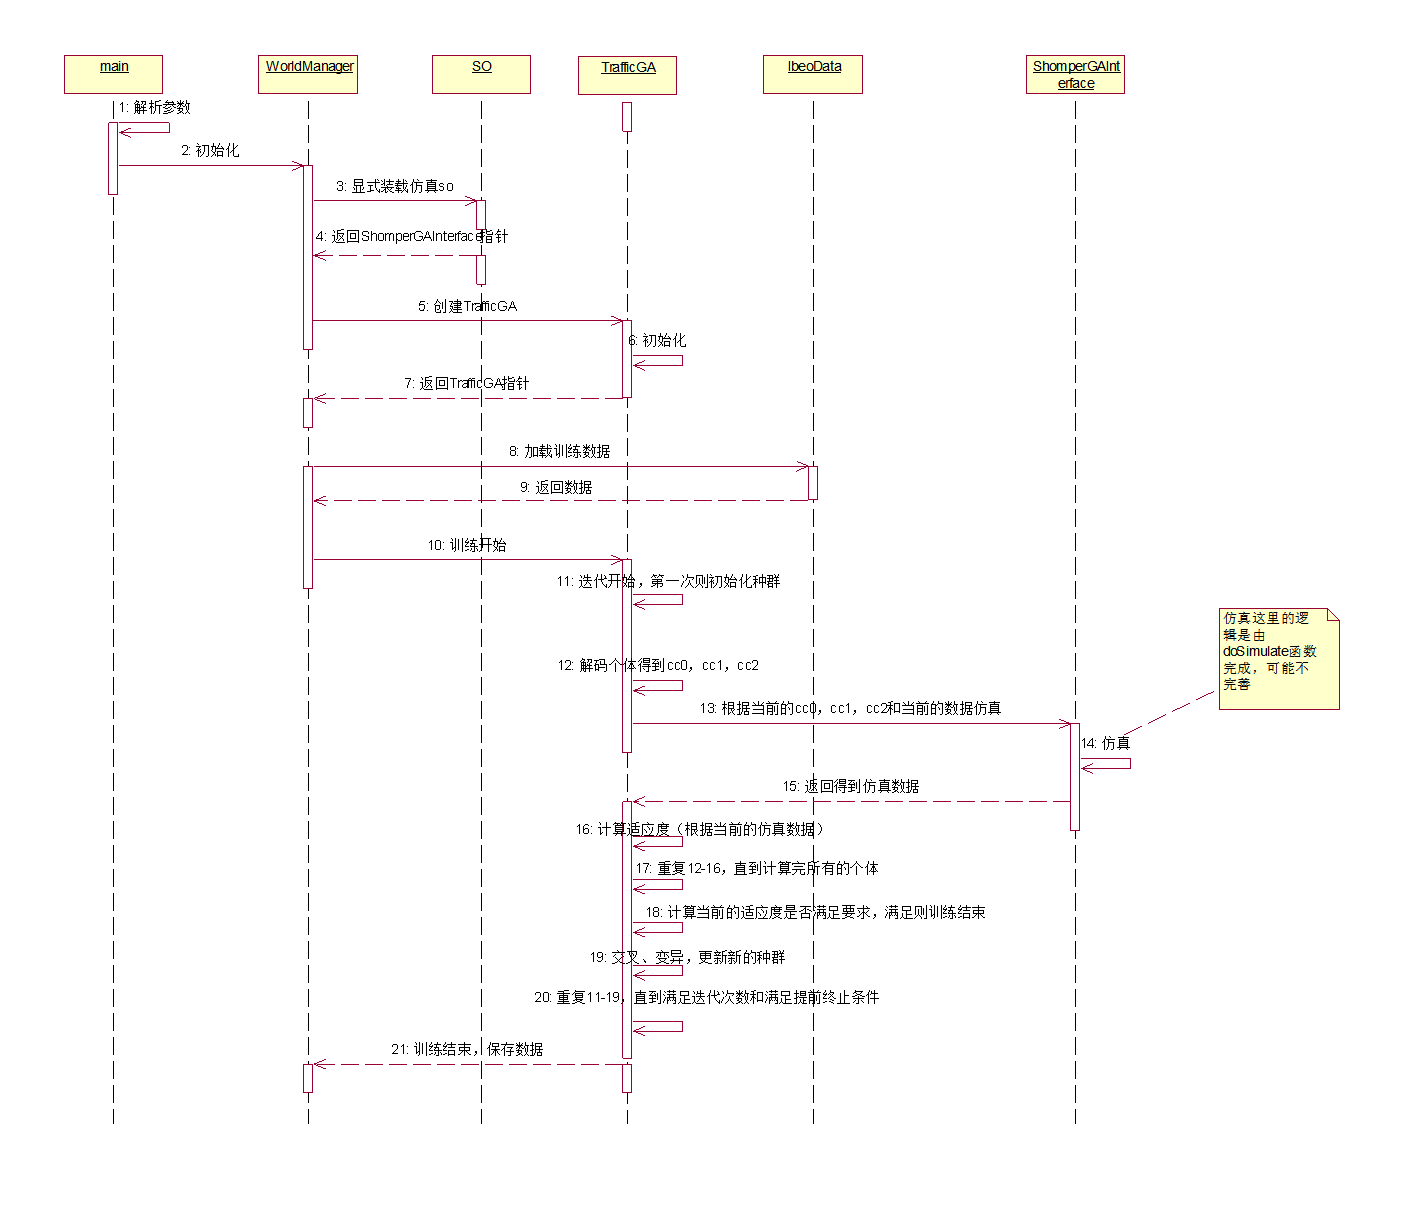 main
WorldManager
SO
TrafficGA
IbeoData
ShomperGAInt
erface
1: 解析参数
2: 初始化
3: 显式装载仿真so
4: 返回ShomperGAInterface指针
5: 创建TrafficGA
6: 初始化
7: 返回TrafficGA指针
8: 加载训练数据
9: 返回数据
10: 训练开始
11: 迭代开始，第一次则初始化种群
仿真这里的逻
辑是由
doSimulate函数
完成，可能不
完善
12: 解码个体得到cc0，cc1，cc2
13: 根据当前的cc0，cc1，cc2和当前的数据仿真
14: 仿真
15: 返回得到仿真数据
16: 计算适应度（根据当前的仿真数据）
17: 重复12-16，直到计算完所有的个体
18: 计算当前的适应度是否满足要求，满足则训练结束
19: 交叉、变异，更新新的种群
20: 重复11-19，直到满足迭代次数和满足提前终止条件
21: 训练结束，保存数据